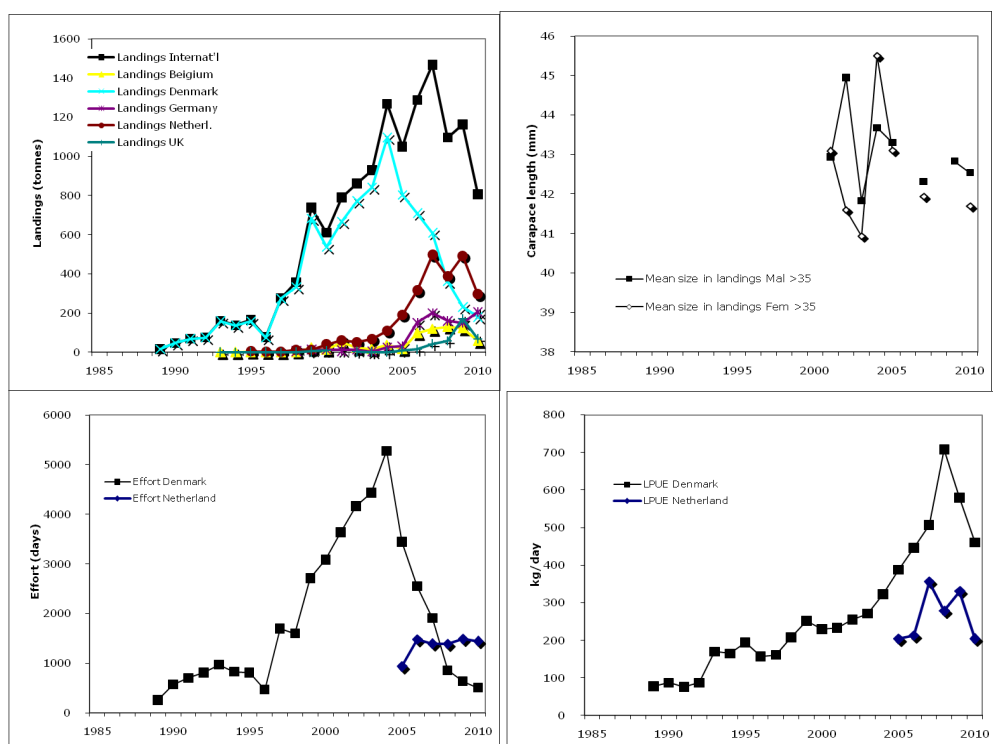 1600
140
1200
1000
800
600
400
200
0
Landings (tonnes)
Landings Internat'l
Landings Belgium
Landings Denmark
Landings Germany
Landings Netherl.
Landings UK
1985 1990 1995 2000 2005 2010
46
45
44
43
42
41
40
39
38
Carapace length (mm)
Mean size in landings Mal >35
Mean size in landings Fem >35
1985 1990 1995 2000 2005 2010
6000
5000
4000
3000
2000
1000
0
Effort (days)
Effort Denmark
Effort Netherland
1985 1990 1995 2000 2005 2010
800
700
600
500
400
300
200
100
0
kg/day
LPUE Denmark
LPUE Netherland
1985 1990 1995 2000 2005 2010